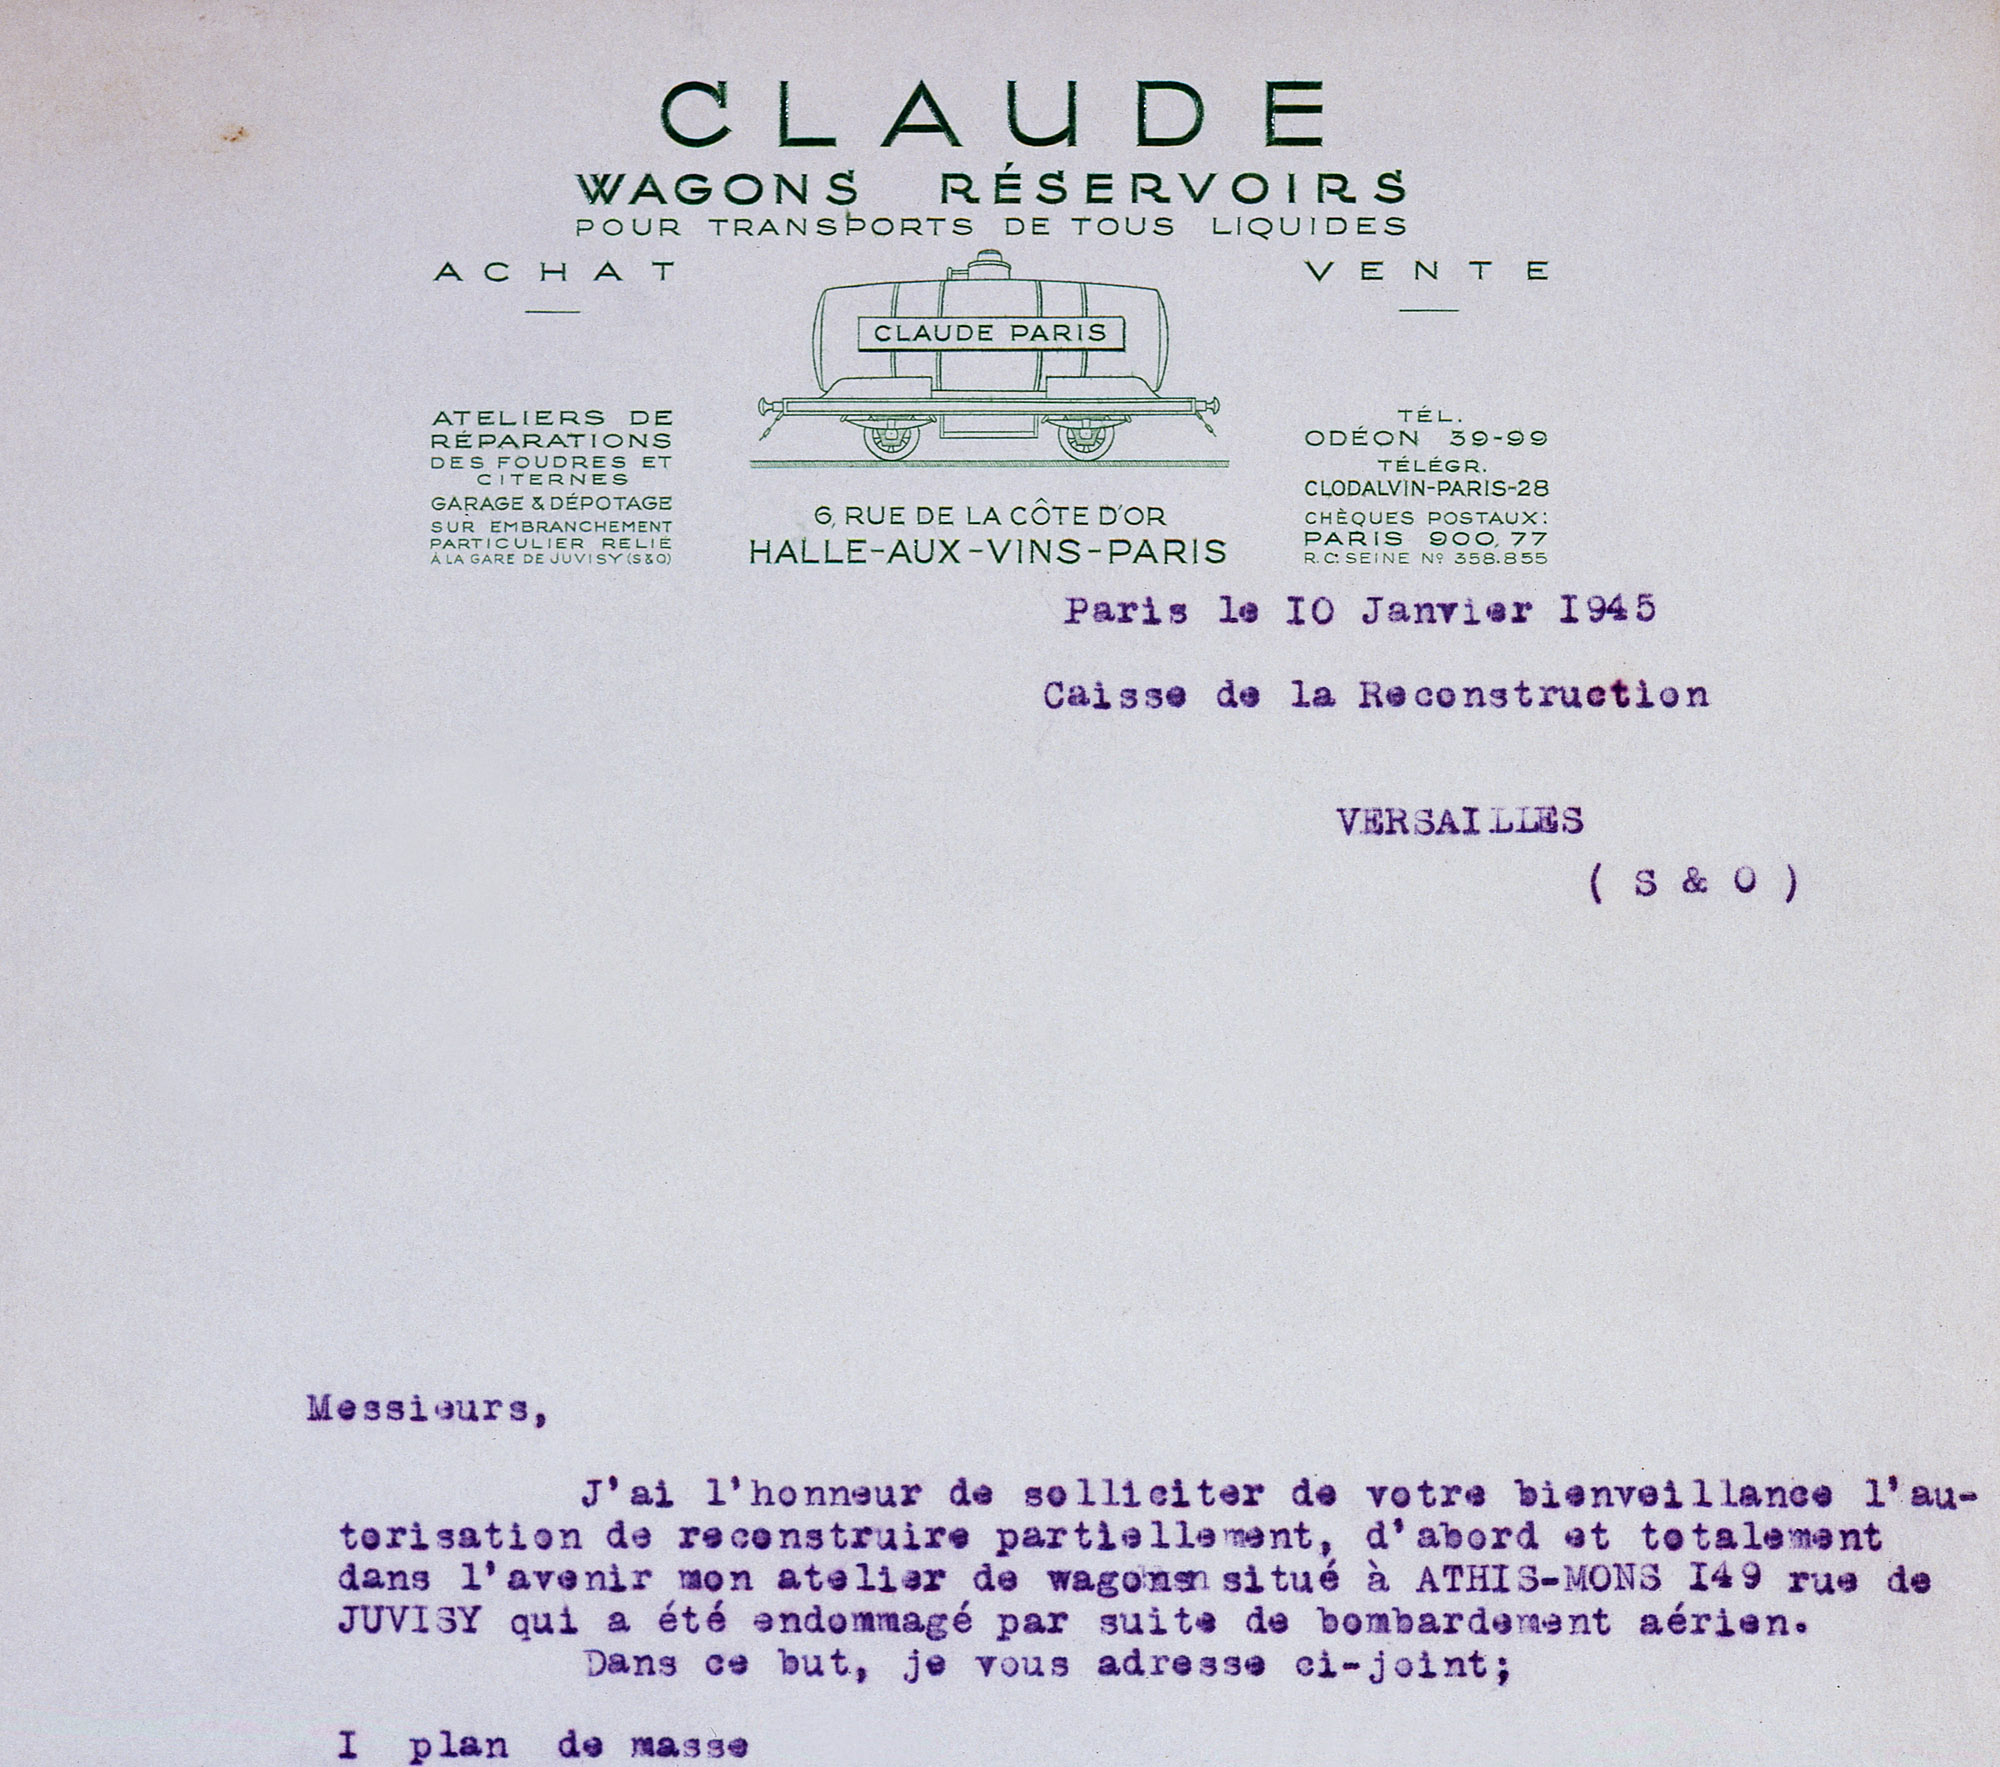 CLAUDE
WAGONS RÉSERVOIRS
POUR TRANSPORTS DE TOUS LIQUIDES
ACHAT
VENTE
CLAUDE PARIS
ATELIERS DE
RÉPARATIONS
DES FOUDRES ET
CITERNES
GARAGE & DÉPOTAGE
SUR EMBRANCHEMENT
PARTICULIER RELIÉ
À LA GARE DE JUVISY (S&O)
6, RUE DE LA CÔTE D'OR
HALLE-AUX-VINS-PARIS
TÉL.
ODÉON 39-99
TÉLÉGR.
CLODALVIN-PARIS-28
CHÈQUES POSTAUX:
PARIS 900,77
R.C. SEINE Nº 358.855
Paris le IO Janvier I945
Caisse de la Reconstruction
VERSAILLES
( S & O )
Messieurs,
J'ai l'honneur de solliciter de votre bienveillance l'au-
torisation de reconstruire partiellement, d'abord et totalement
dans l'avenir mon atelier de wagons situé à ATHIS-MONS I49 rue de
JUVISY qui a été endommagé par suite de bombardement aérien.
Dans ce but, je vous adresse ci-joint;
I plan de masse